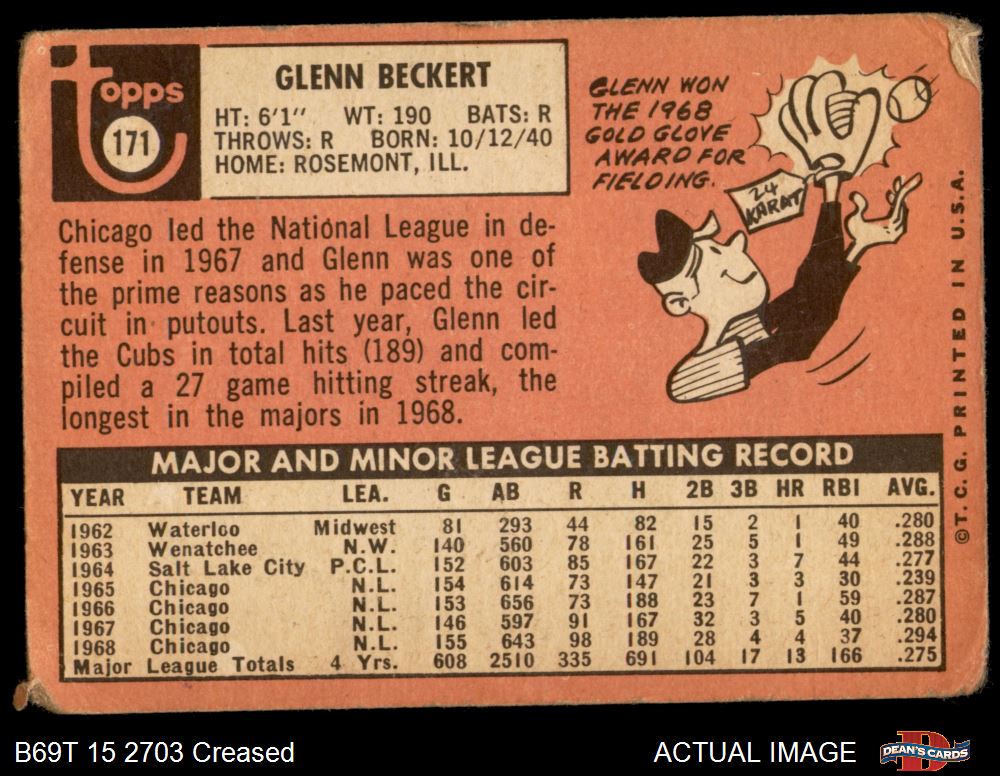 topps
171
GLENN BECKERT
HT: 6'1" WT: 190 BATS: R
THROWS: R BORN: 10/12/40
HOME: ROSEMONT, ILL.
GLENN WON
THE 1968
GOLD GLOVE
AWARD FOR
FIELDING.
24
KARAT
Chicago led the National League in de-
fense in 1967 and Glenn was one of
the prime reasons as he paced the cir-
cuit in putouts. Last year, Glenn led
the Cubs in total hits (189) and com-
piled a 27 game hitting streak, the
longest in the majors in 1968.
MAJOR AND MINOR LEAGUE BATTING RECORD
YEAR TEAM LEA. G AB R H 2B 3B HR RBI AVG.
1962 Waterloo Midwest 81 293 44 82 15 2 1 40 .280
1963 Wenatchee N.W. 140 560 78 161 25 5 1 49 .288
1964 Salt Lake City P.C.L. 152 603 85 167 22 3 7 44 .277
1965 Chicago N.L. 154 614 73 147 21 3 3 30 .239
1966 Chicago N.L. 153 656 73 188 23 7 1 59 .287
1967 Chicago N.L. 146 597 91 167 32 3 5 40 .280
1968 Chicago N.L. 155 643 98 189 28 4 4 37 .294
Major League Totals 4 Yrs. 608 2510 335 691 104 17 13 166 .275
©T.C.G. PRINTED IN U.S.A.
B69T 15 2703 Creased
ACTUAL IMAGE
D
DEAN'S CARDS